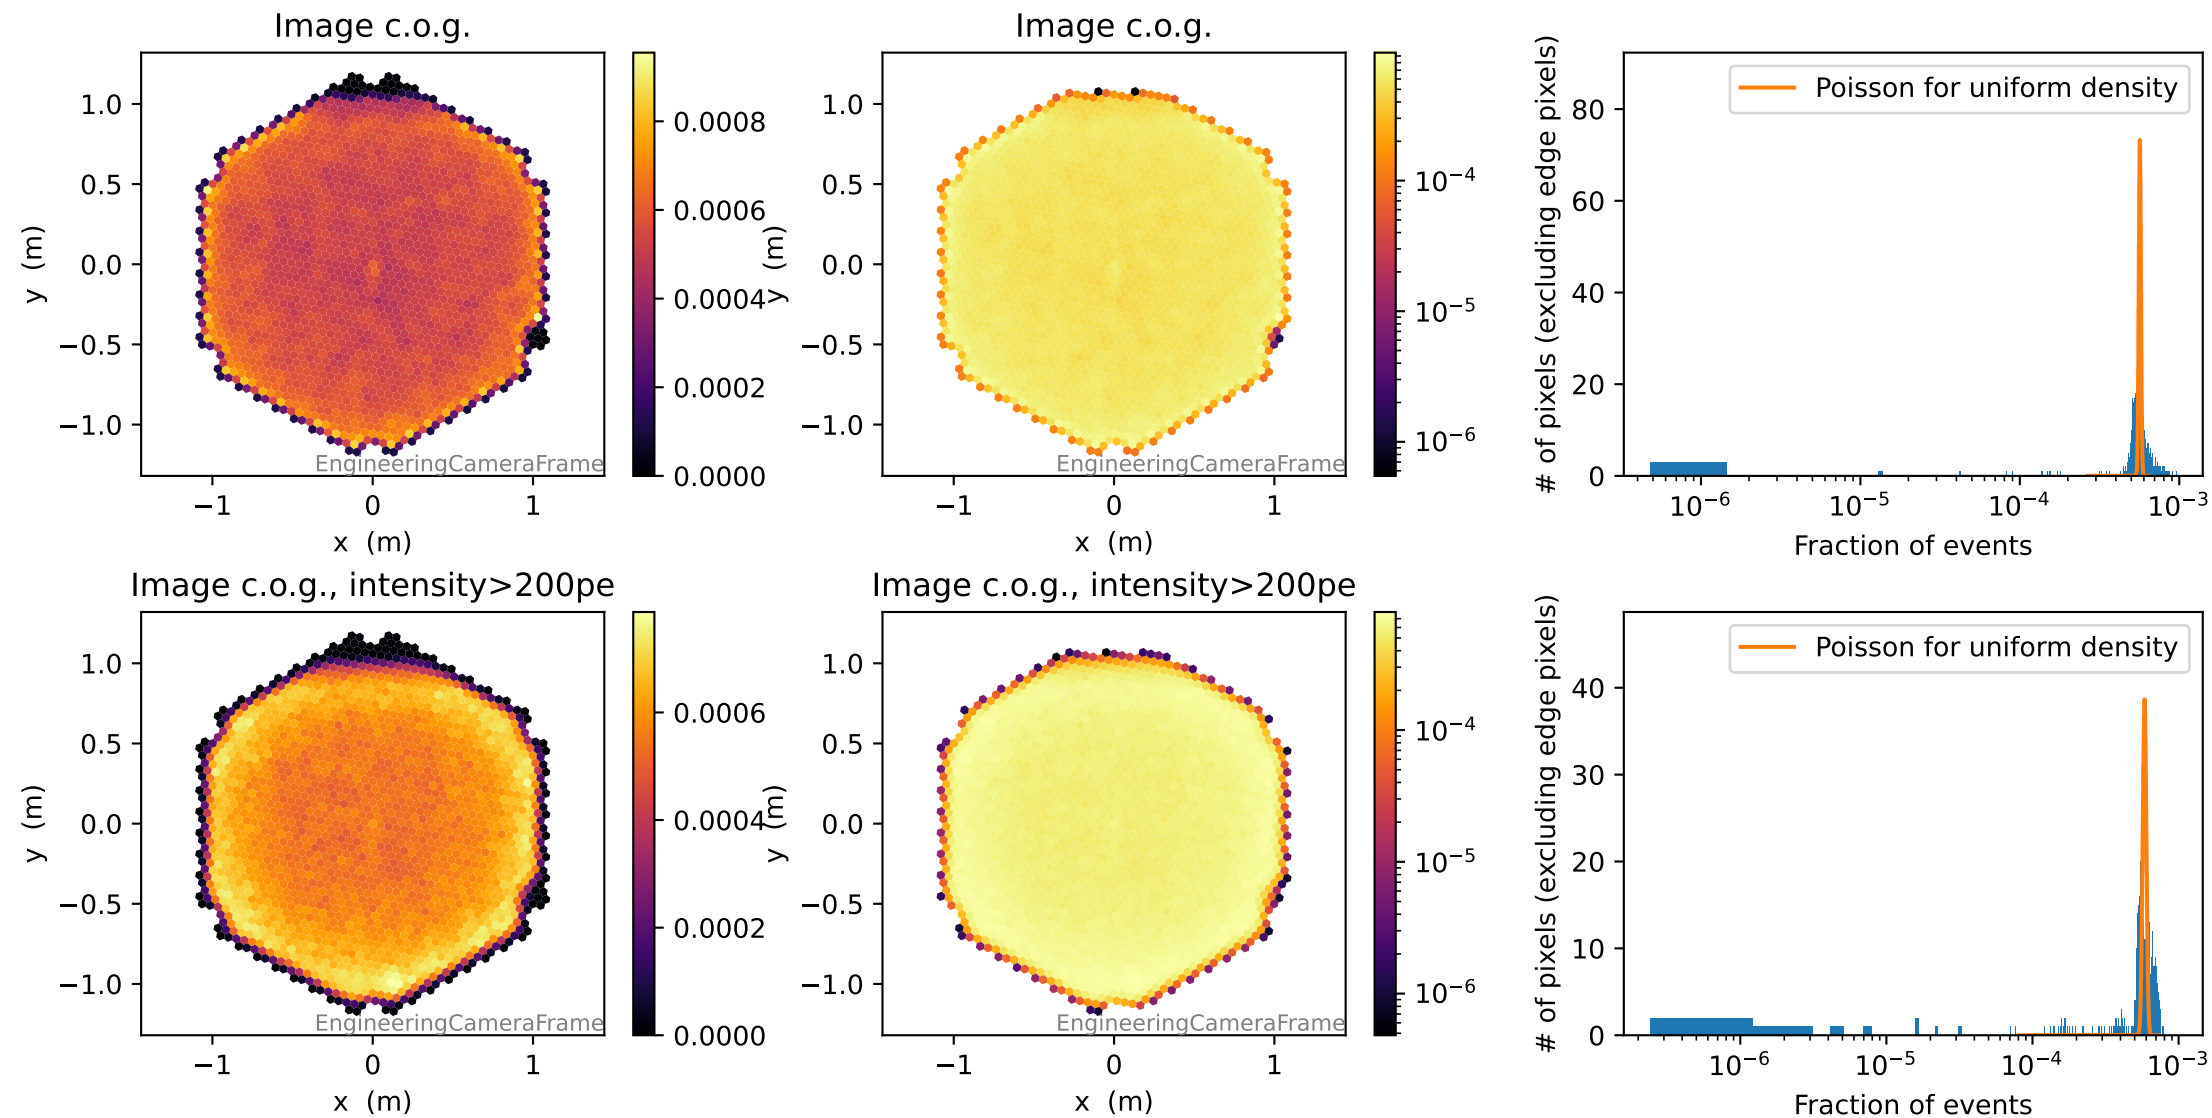 Image c.o.g.
1.0
0.5
0.0
−0.5
−1.0
y (m)
−1
0
1
x (m)
EngineeringCameraFrame
0.0008
0.0006
0.0004
0.0002
0.0000
Image c.o.g.
1.0
0.5
0.0
−0.5
−1.0
y (m)
−1
0
1
x (m)
EngineeringCameraFrame
10⁻⁴
10⁻⁵
10⁻⁶
# of pixels (excluding edge pixels)
80
60
40
20
0
Poisson for uniform density
10⁻⁶
10⁻⁵
10⁻⁴
10⁻³
Fraction of events
Image c.o.g., intensity>200pe
1.0
0.5
0.0
−0.5
−1.0
y (m)
−1
0
1
x (m)
EngineeringCameraFrame
0.0006
0.0004
0.0002
0.0000
Image c.o.g., intensity>200pe
1.0
0.5
0.0
−0.5
−1.0
y (m)
−1
0
1
x (m)
EngineeringCameraFrame
10⁻⁴
10⁻⁵
10⁻⁶
# of pixels (excluding edge pixels)
40
30
20
10
0
Poisson for uniform density
10⁻⁶
10⁻⁵
10⁻⁴
10⁻³
Fraction of events